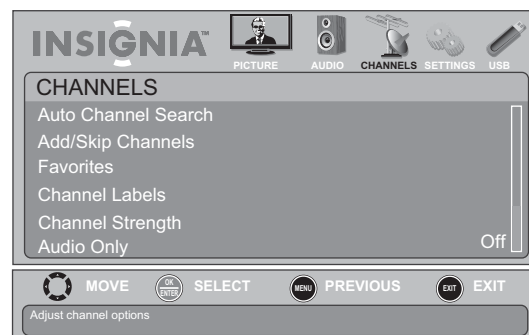 INSIGNIA™
PICTURE AUDIO CHANNELS SETTINGS USB
CHANNELS
Auto Channel Search
Add/Skip Channels
Favorites
Channel Labels
Channel Strength
Audio Only Off
MOVE OK ENTER SELECT MENU PREVIOUS EXIT EXIT
Adjust channel options